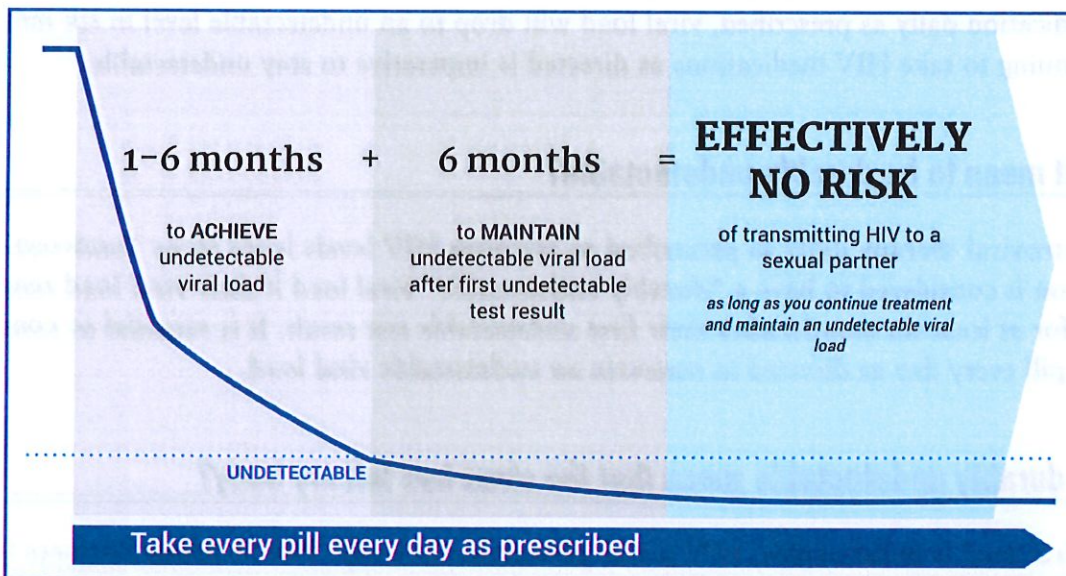 1–6 months + 6 months = EFFECTIVELY
NO RISK
to ACHIEVE
undetectable
viral load
to MAINTAIN
undetectable viral load
after first undetectable
test result
of transmitting HIV to a
sexual partner
as long as you continue treatment
and maintain an undetectable viral
load
UNDETECTABLE
Take every pill every day as prescribed